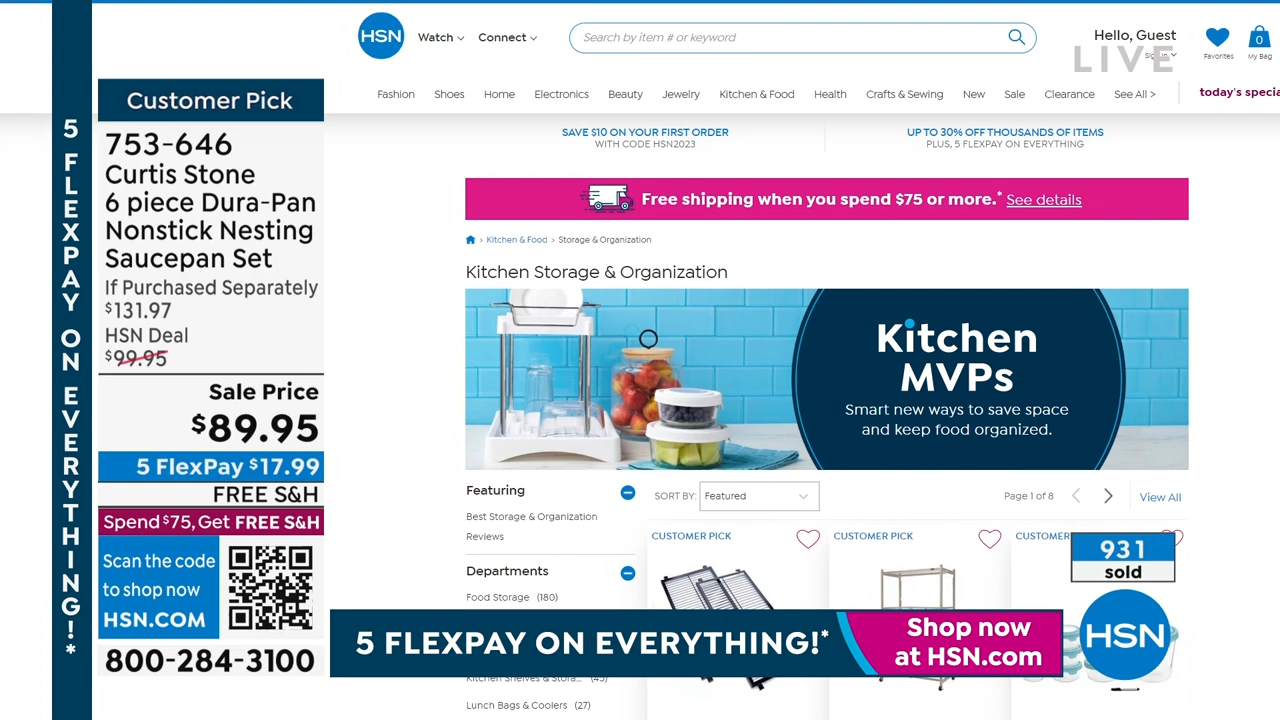 5 FLEXPAY ON EVERYTHING!*
Customer Pick
753-646
Curtis Stone
6 piece Dura-Pan
Nonstick Nesting
Saucepan Set
If Purchased Separately
$131.97
HSN Deal
$99.95
Sale Price
$89.95
5 FlexPay $17.99
FREE S&H
Spend $75, Get FREE S&H
Scan the code
to shop now
HSN.COM
800-284-3100
HSN
Watch
Connect
Search by item # or keyword
Hello, Guest
LIVE
Favorites
0
My Bag
Fashion Shoes Home Electronics Beauty Jewelry Kitchen & Food Health Crafts & Sewing New Sale Clearance See All > today's specia
SAVE $10 ON YOUR FIRST ORDER
WITH CODE HSN2023
UP TO 30% OFF THOUSANDS OF ITEMS
PLUS, 5 FLEXPAY ON EVERYTHING
Free shipping when you spend $75 or more.* See details
> Kitchen & Food > Storage & Organization
Kitchen Storage & Organization
Kitchen
MVPs
Smart new ways to save space
and keep food organized.
Featuring
Best Storage & Organization
Reviews
Departments
Food Storage (180)
Kitchen Shelves & Stora... (45)
Lunch Bags & Coolers (27)
SORT BY: Featured
Page 1 of 8
View All
CUSTOMER PICK
CUSTOMER PICK
CUSTOMER
931
sold
5 FLEXPAY ON EVERYTHING!*
Shop now
at HSN.com
HSN